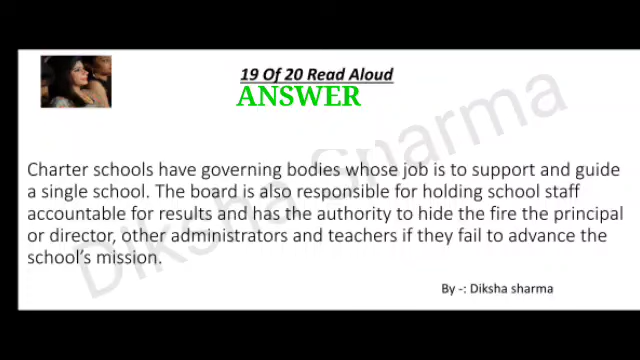 19 Of 20 Read Aloud
ANSWER
Charter schools have governing bodies whose job is to support and guide
a single school. The board is also responsible for holding school staff
accountable for results and has the authority to hide the fire the principal
or director, other administrators and teachers if they fail to advance the
school's mission.
By -: Diksha sharma
Diksha Sharma